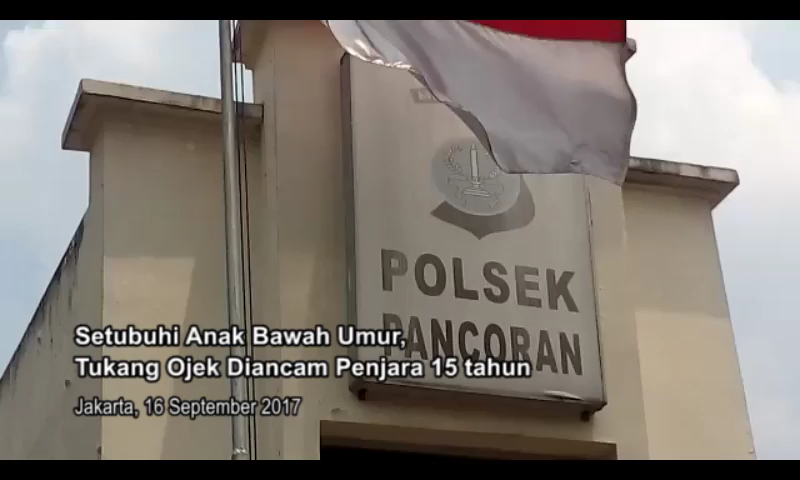 POLSEK
PANCORAN
Setubuhi Anak Bawah Umur,
Tukang Ojek Diancam Penjara 15 tahun
Jakarta, 16 September 2017